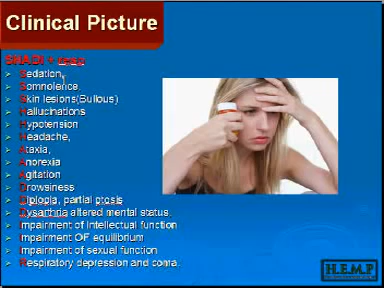 Clinical Picture
SHADI +
Sedation,
Somnolence,
Skin lesions(Bullous)
Hallucinations
Hypotension
Headache,
Ataxia,
Anorexia
Agitation
Drowsiness
Diplopia, partial ptosis
Dysarthria altered mental status.
Impairment of intellectual function
Impairment OF equilibrium
Impairment of sexual function
Respiratory depression and coma.
H.E.M.P